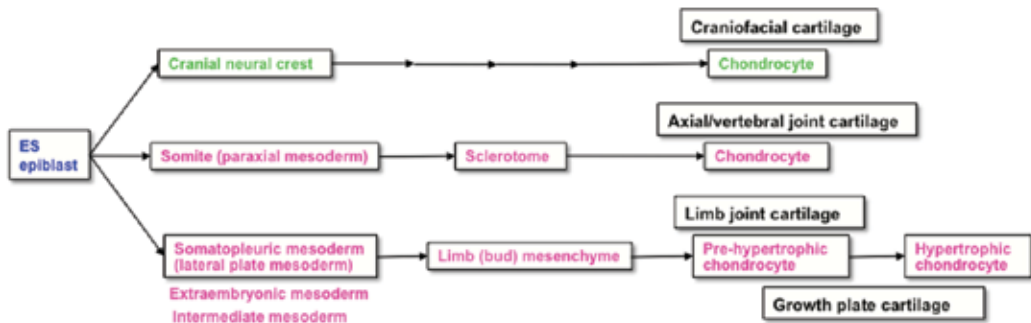 Craniofacial cartilage
Cranial neural crest
Chondrocyte
Axial/vertebral joint cartilage
ES
epiblast
Somite (paraxial mesoderm)
Sclerotome
Chondrocyte
Limb joint cartilage
Somatopleuric mesoderm
(lateral plate mesoderm)
Limb (bud) mesenchyme
Pre-hypertrophic
chondrocyte
Hypertrophic
chondrocyte
Extraembryonic mesoderm
Intermediate mesoderm
Growth plate cartilage